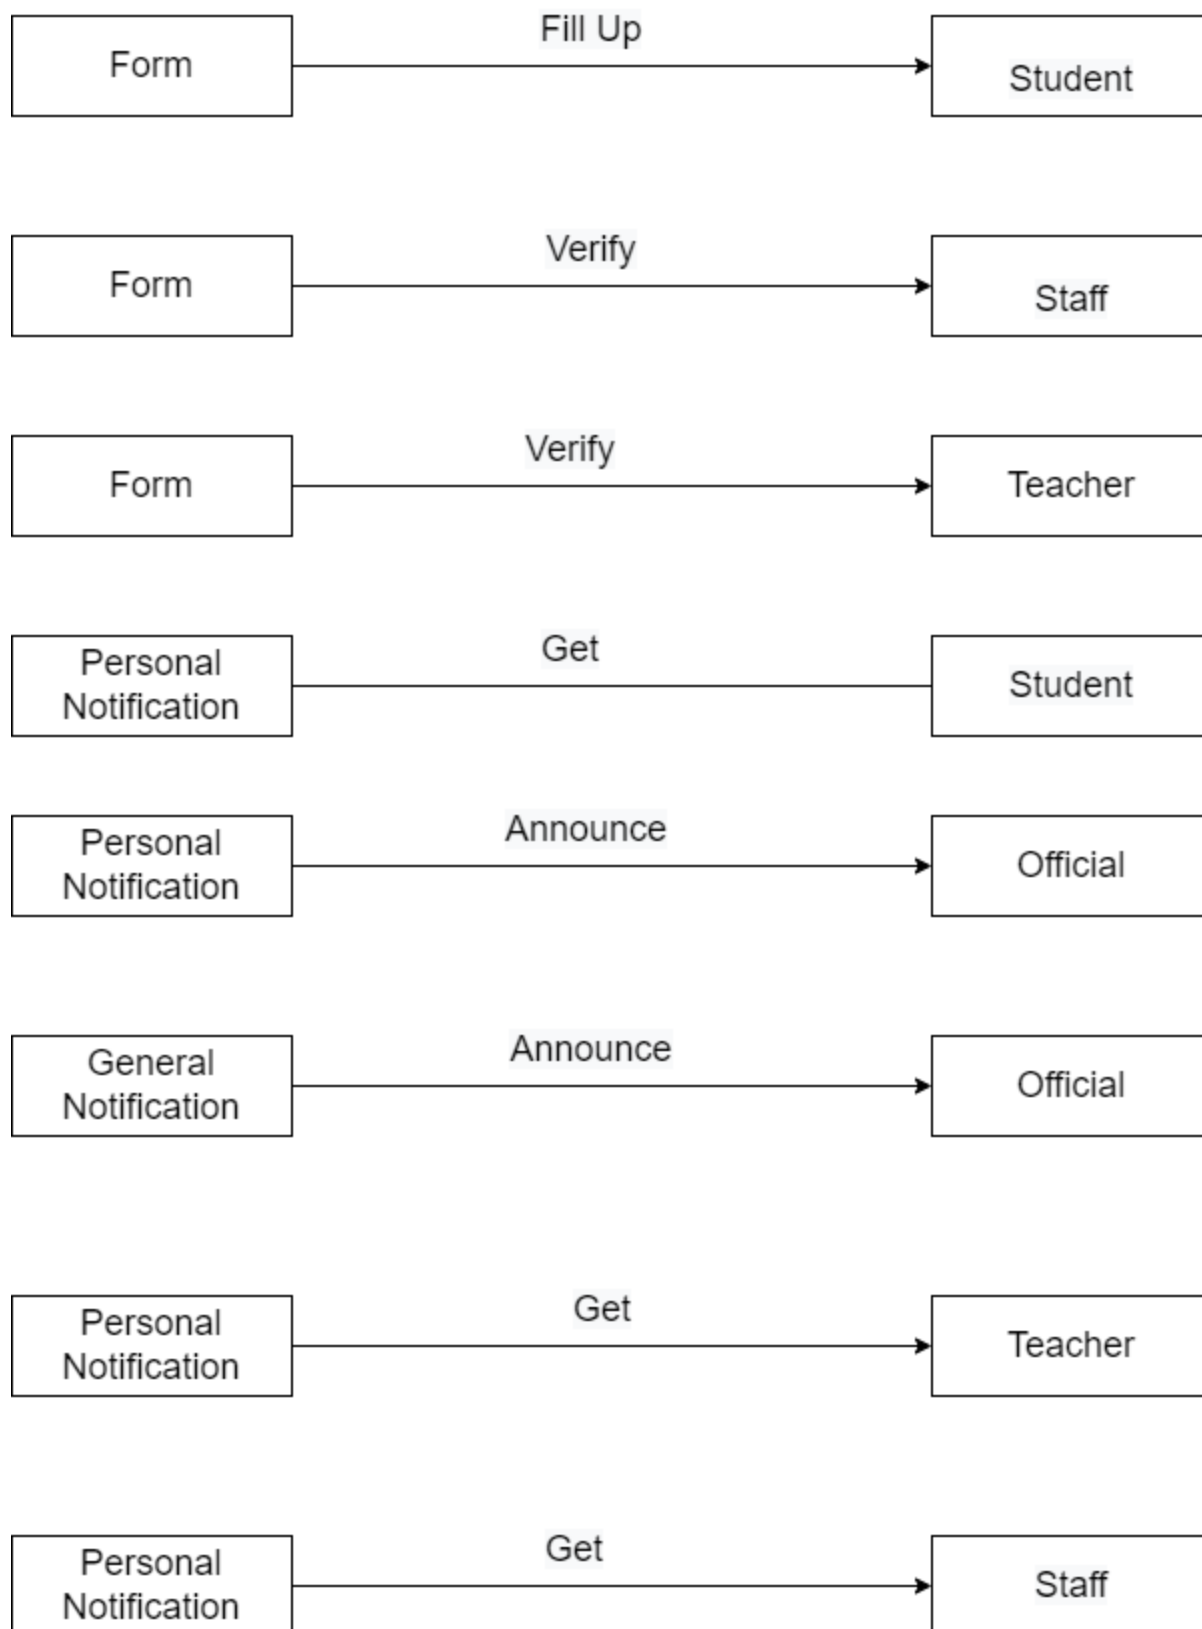 Fill Up
Form
Student
Verify
Form
Staff
Verify
Form
Teacher
Get
Personal
Notification
Student
Announce
Personal
Notification
Official
Announce
General
Notification
Official
Get
Personal
Notification
Teacher
Get
Personal
Notification
Staff